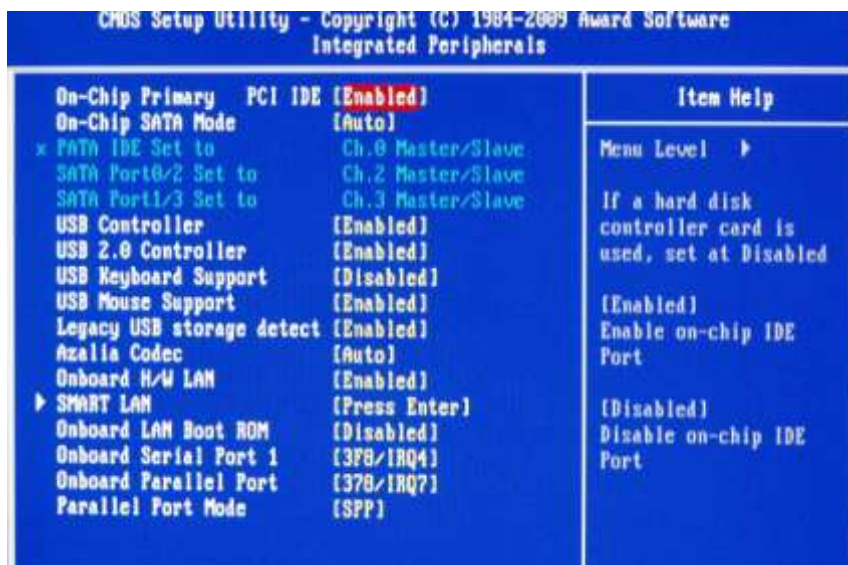 CMOS Setup Utility - Copyright (C) 1984-2009 Award Software
Integrated Peripherals
On-Chip Primary PCI IDE [Enabled]
On-Chip SATA Mode [Auto]
x PATA IDE Set to Ch.0 Master/Slave
SATA Port0/2 Set to Ch.2 Master/Slave
SATA Port1/3 Set to Ch.3 Master/Slave
USB Controller [Enabled]
USB 2.0 Controller [Enabled]
USB Keyboard Support [Disabled]
USB Mouse Support [Enabled]
Legacy USB storage detect [Enabled]
Azalia Codec [Auto]
Onboard H/W LAN [Enabled]
▶ SMART LAN [Press Enter]
Onboard LAN Boot ROM [Disabled]
Onboard Serial Port 1 [3F8/IRQ4]
Onboard Parallel Port [378/IRQ7]
Parallel Port Mode [SPP]
Item Help
Menu Level ▶
If a hard disk
controller card is
used, set at Disabled
[Enabled]
Enable on-chip IDE
Port
[Disabled]
Disable on-chip IDE
Port